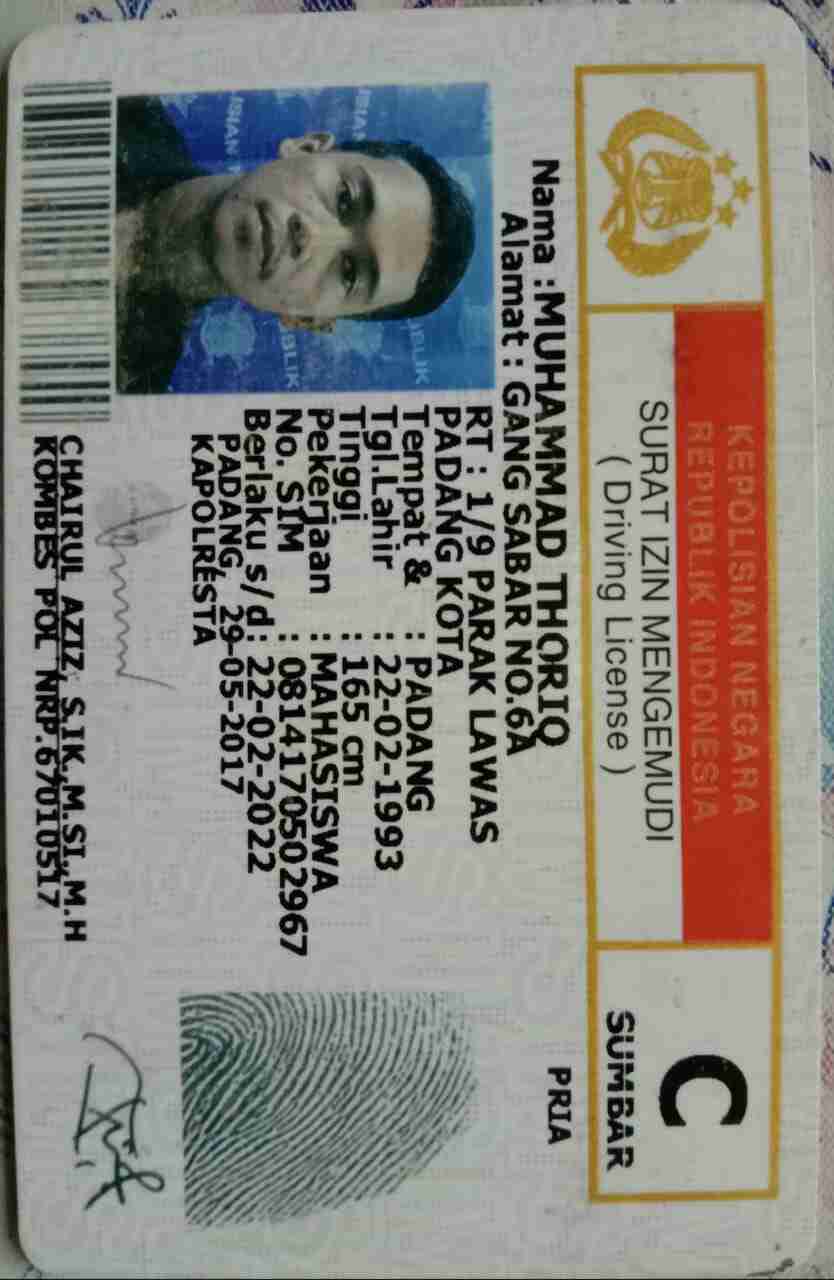 KEPOLISIAN NEGARA
REPUBLIK INDONESIA
SURAT IZIN MENGEMUDI
( Driving License )
C
SUMBAR
PRIA
Nama :MUHAMMAD THORIQ
Alamat : GANG SABAR NO.6A
RT : 1/9 PARAK LAWAS
PADANG KOTA
Tempat & : PADANG
Tgl.Lahir : 22-02-1993
Tinggi : 165 cm
Pekerjaan : MAHASISWA
No. SIM : 0814170502967
Berlaku s/d: 22-02-2022
PADANG, 29-05-2017
KAPOLRESTA
CHAIRUL AZIZ, S.IK,M.SI.,M.H
KOMBES POL NRP.67010517